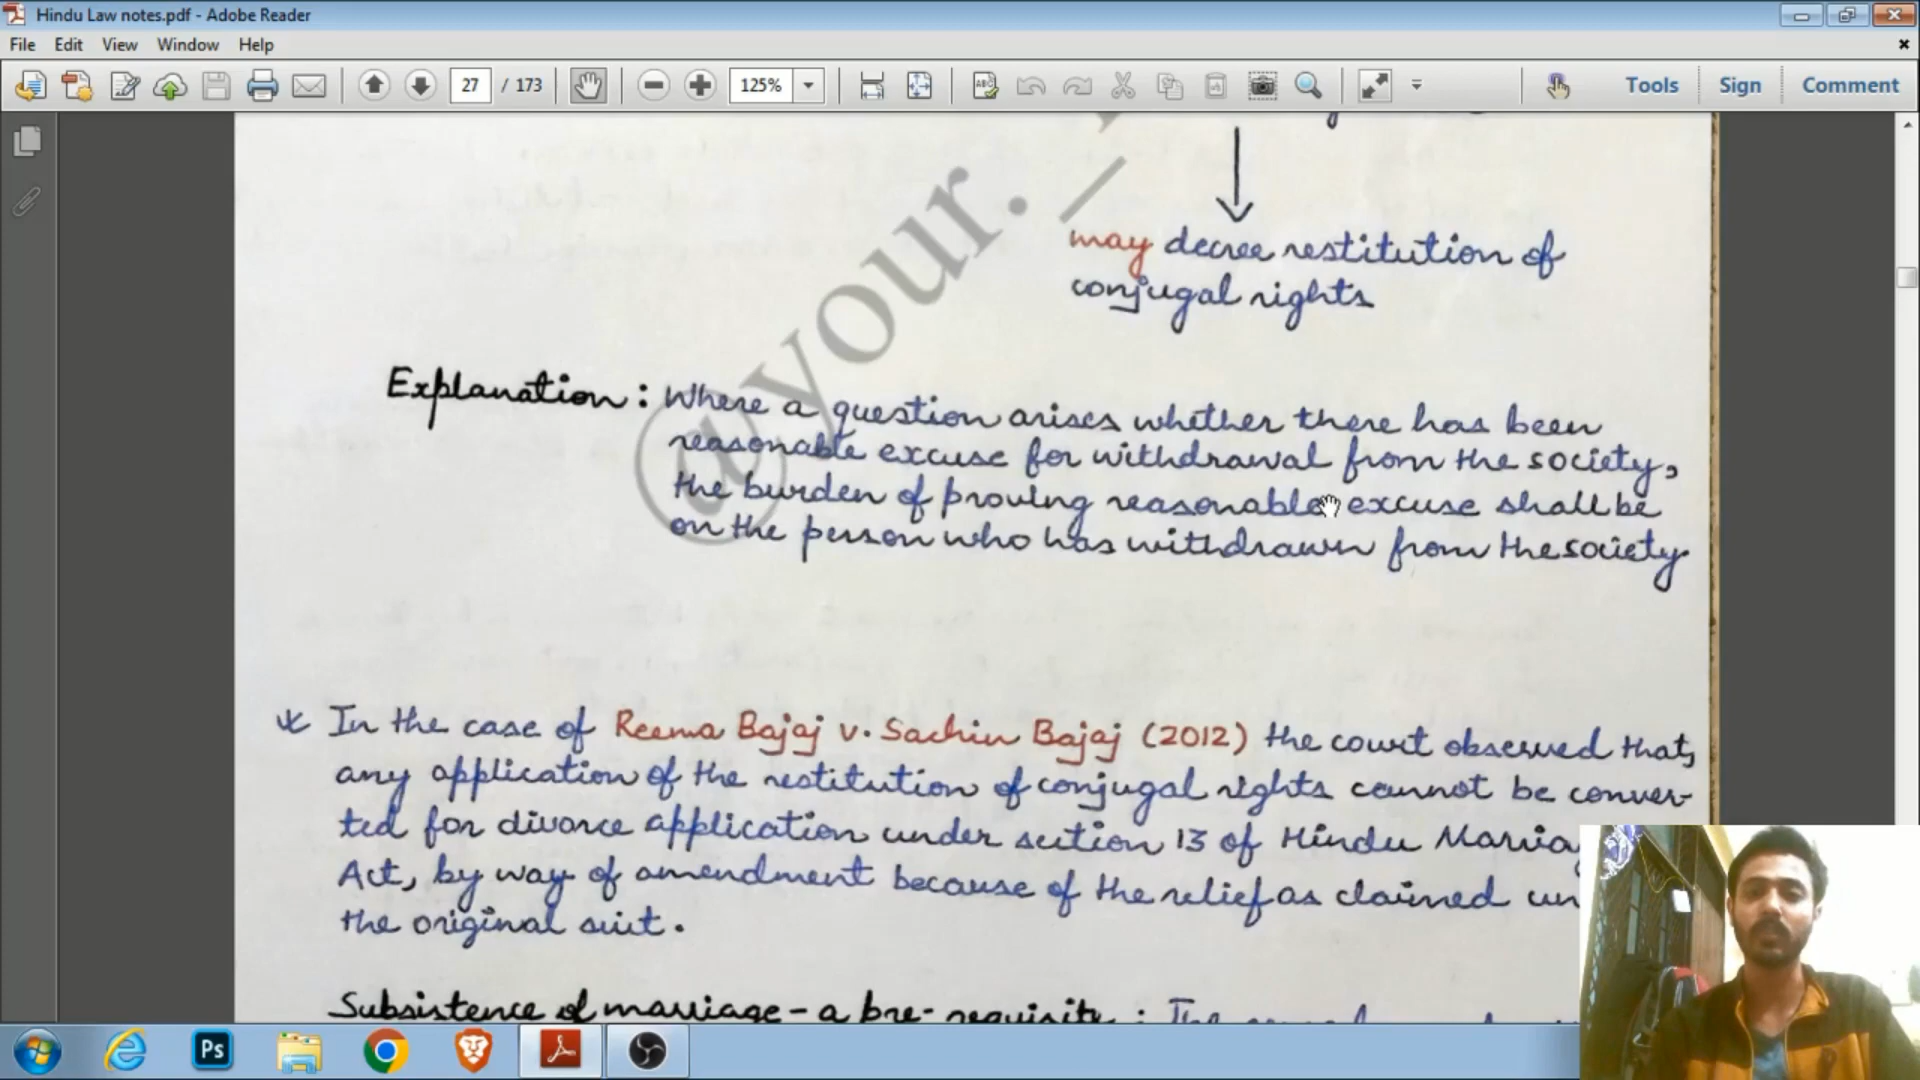 Hindu Law notes.pdf - Adobe Reader
File Edit View Window Help
27 / 173 125% Tools Sign Comment
may decree restitution of
conjugal rights
Explanation: Where a question arises whether there has been
reasonable excuse for withdrawal from the society,
the burden of proving reasonable excuse shall be
on the person who has withdrawn from the society.
@your._
* In the case of Reema Bajaj v. Sachin Bajaj (2012) the court observed that,
any application of the restitution of conjugal rights cannot be conver-
ted for divorce application under section 13 of Hindu Marriag
Act, by way of amendment because of the relief as claimed un
the original suit.
Subsistence of marriage - a pre-requisity :
Ps